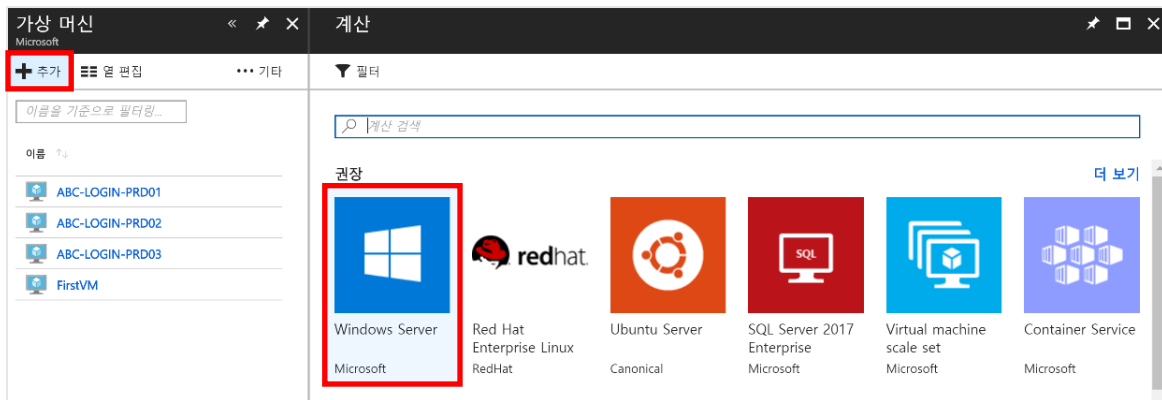 가상 머신
Microsoft
추가
열 편집
기타
이름을 기준으로 필터링...
이름
ABC-LOGIN-PRD01
ABC-LOGIN-PRD02
ABC-LOGIN-PRD03
FirstVM
계산
필터
계산 검색
권장
더 보기
redhat.
SQL
Windows Server
Microsoft
Red Hat
Enterprise Linux
RedHat
Ubuntu Server
Canonical
SQL Server 2017
Enterprise
Microsoft
Virtual machine
scale set
Microsoft
Container Service
Microsoft